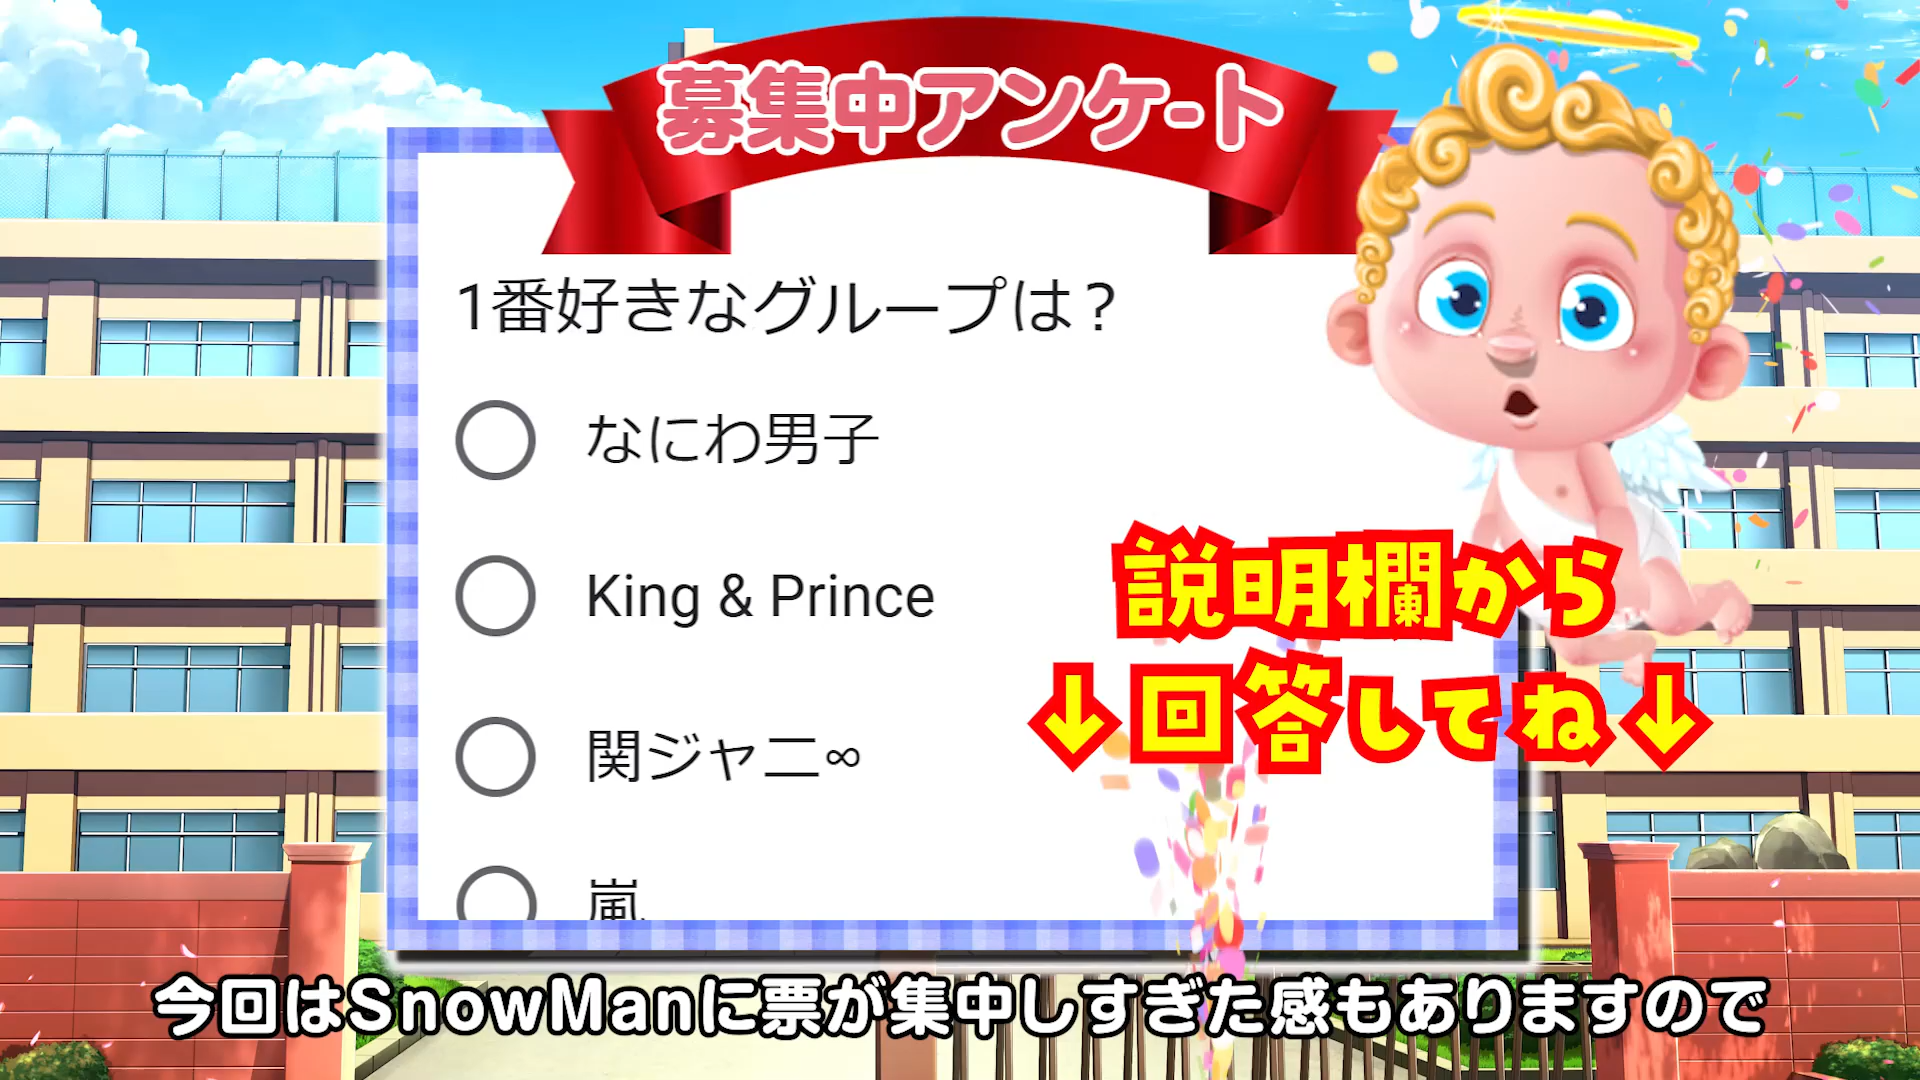 募集中アンケート
1番好きなグループは？
なにわ男子
King & Prince
関ジャニ∞
嵐
説明欄から
↓回答してね↓
今回はSnowManに票が集中しすぎた感もありますので